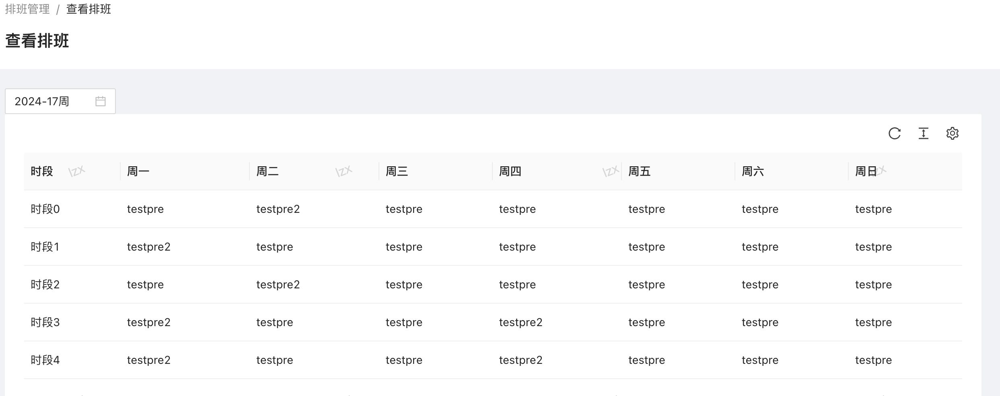 排班管理 / 查看排班
查看排班
2024-17周
时段 周一 周二 周三 周四 周五 周六 周日
lzx lzx lzx lzx
时段0 testpre testpre2 testpre testpre testpre testpre testpre
时段1 testpre2 testpre testpre testpre testpre testpre testpre
时段2 testpre testpre2 testpre testpre testpre testpre testpre
时段3 testpre2 testpre testpre testpre2 testpre testpre testpre
时段4 testpre2 testpre testpre testpre2 testpre testpre testpre